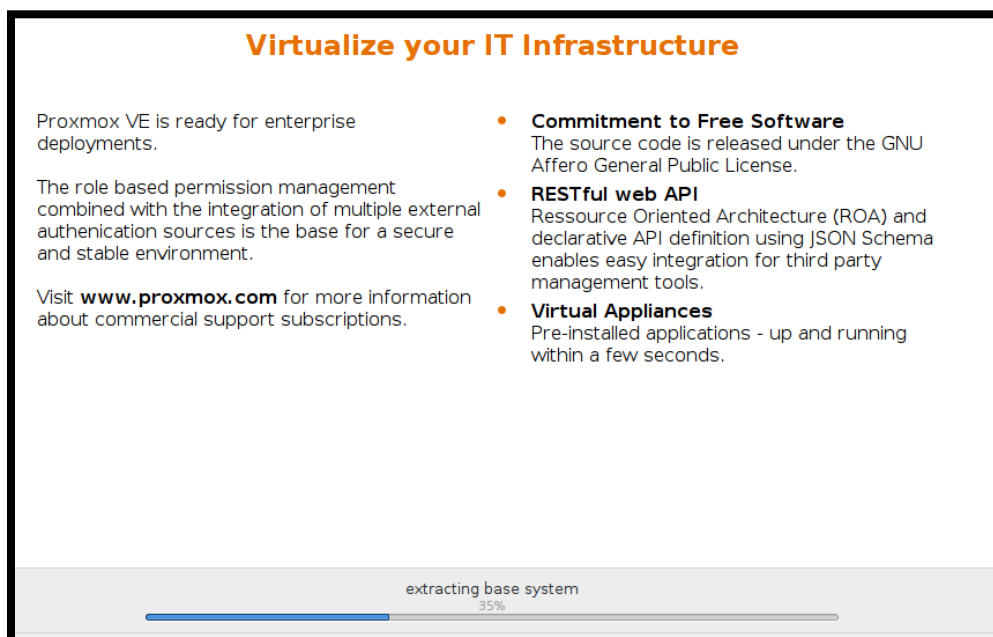 Virtualize your IT Infrastructure
Proxmox VE is ready for enterprise
deployments.
The role based permission management
combined with the integration of multiple external
authenication sources is the base for a secure
and stable environment.
Visit www.proxmox.com for more information
about commercial support subscriptions.
• Commitment to Free Software
The source code is released under the GNU
Affero General Public License.
• RESTful web API
Ressource Oriented Architecture (ROA) and
declarative API definition using JSON Schema
enables easy integration for third party
management tools.
• Virtual Appliances
Pre-installed applications - up and running
within a few seconds.
extracting base system
35%